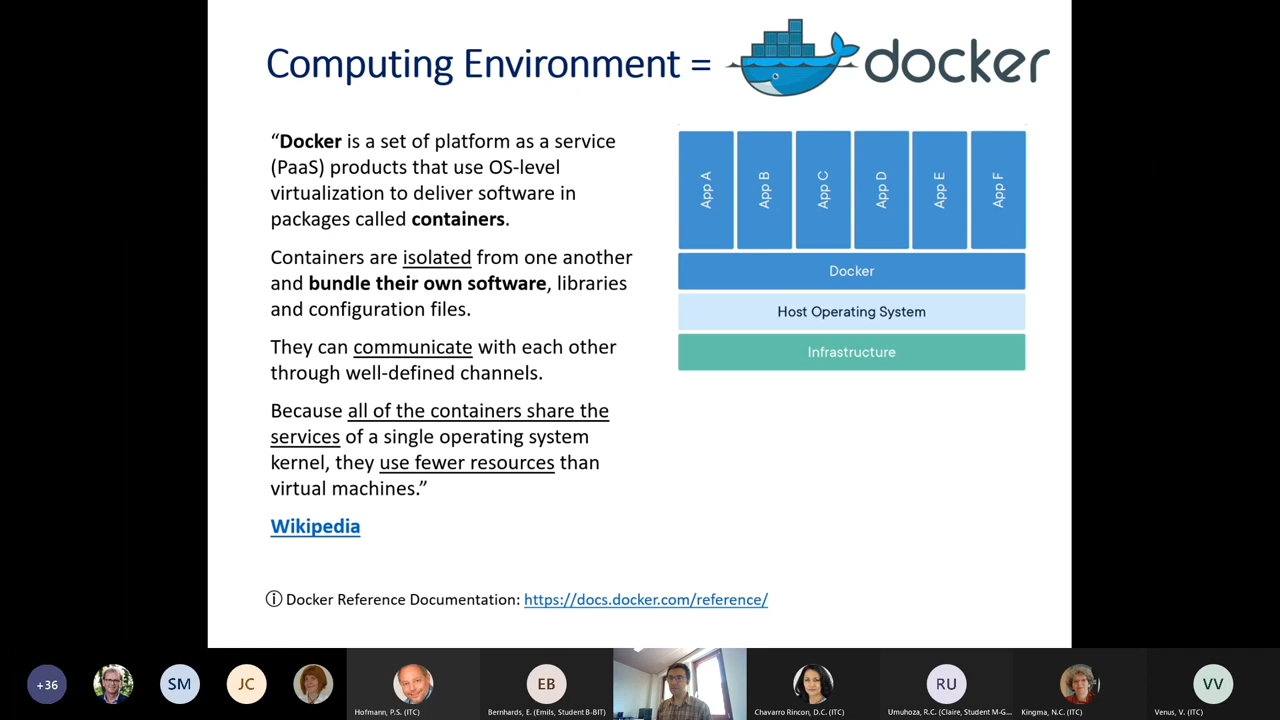 Computing Environment = docker
“Docker is a set of platform as a service
(PaaS) products that use OS-level
virtualization to deliver software in
packages called containers.
Containers are isolated from one another
and bundle their own software, libraries
and configuration files.
They can communicate with each other
through well-defined channels.
Because all of the containers share the
services of a single operating system
kernel, they use fewer resources than
virtual machines.”
Wikipedia
App A
App B
App C
App D
App E
App F
Docker
Host Operating System
Infrastructure
ⓘ Docker Reference Documentation: https://docs.docker.com/reference/
+36
SM
JC
Hofmann, P.S. (ITC)
EB
Bernhards, E. (Emils, Student B-BIT)
Chavarro Rincon, D.C. (ITC)
RU
Umuhoza, R.C. (Claire, Student M-G...
Kingma, N.C. (ITC)
VV
Venus, V. (ITC)